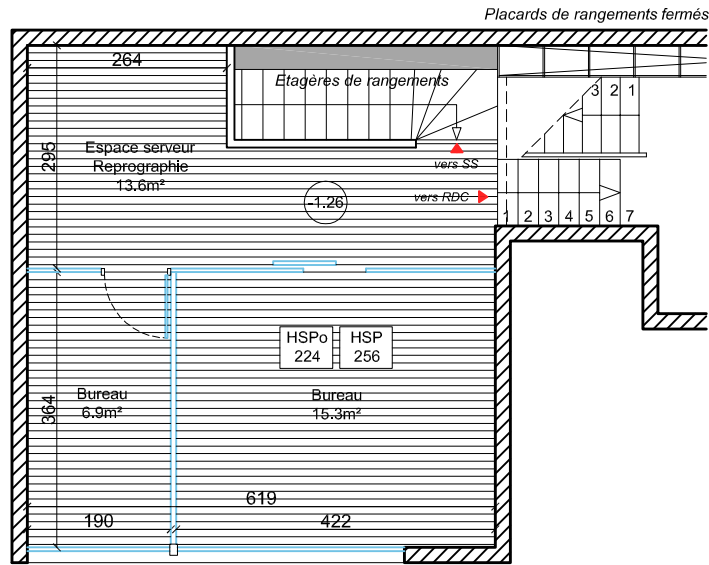 Placards de rangements fermés
264
Etagères de rangements
3 2 1
295
Espace serveur
Reprographie
13.6m²
vers SS
-1.26
vers RDC
1 2 3 4 5 6 7
HSPo
224
HSP
256
364
Bureau
6.9m²
Bureau
15.3m²
619
190
422